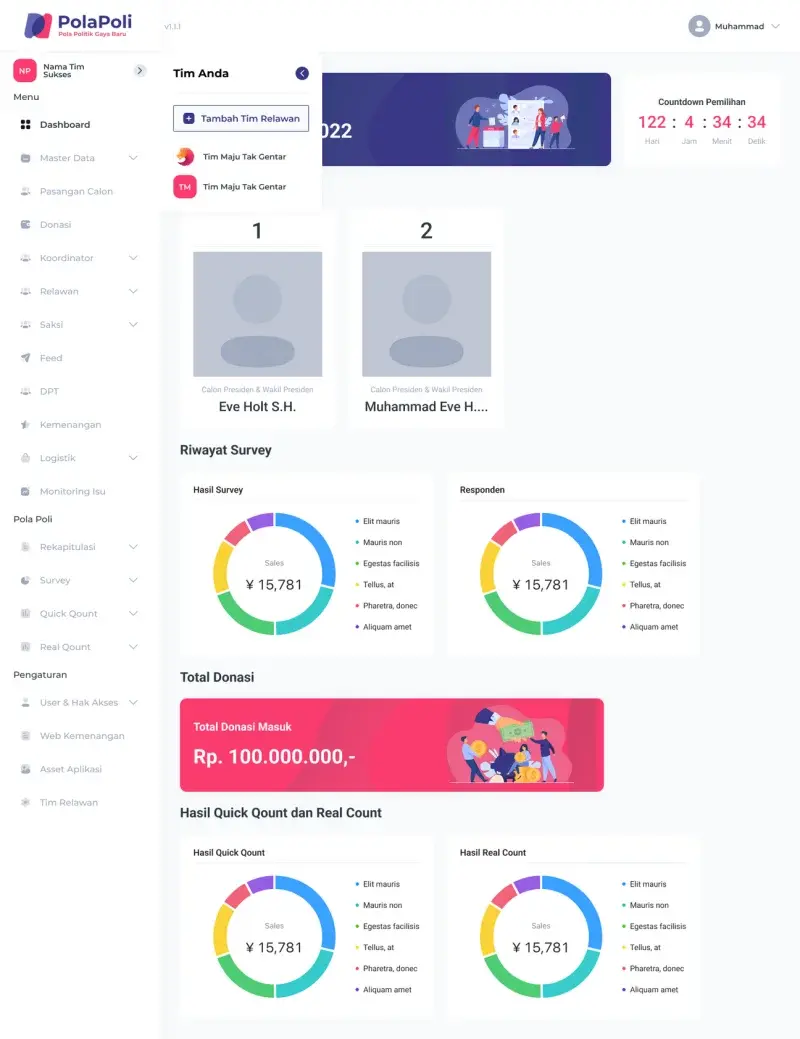 PolaPoli
Pola Politik Gaya Baru
v1.1.1
Muhammad
NP
Nama Tim
Sukses
Menu
Dashboard
Master Data
Pasangan Calon
Donasi
Koordinator
Relawan
Saksi
Feed
DPT
Kemenangan
Logistik
Monitoring Isu
Pola Poli
Rekapitulasi
Survey
Quick Qount
Real Qount
Pengaturan
User & Hak Akses
Web Kemenangan
Asset Aplikasi
Tim Relawan
Tim Anda
Tambah Tim Relawan
Tim Maju Tak Gentar
TM
Tim Maju Tak Gentar
2022
Countdown Pemilihan
122 : 4 : 34 : 34
Hari Jam Menit Detik
1
Calon Presiden & Wakil Presiden
Eve Holt S.H.
2
Calon Presiden & Wakil Presiden
Muhammad Eve H....
Riwayat Survey
Hasil Survey
Sales
¥ 15,781
Elit mauris
Mauris non
Egestas facilisis
Tellus, at
Pharetra, donec
Aliquam amet
Responden
Sales
¥ 15,781
Elit mauris
Mauris non
Egestas facilisis
Tellus, at
Pharetra, donec
Aliquam amet
Total Donasi
Total Donasi Masuk
Rp. 100.000.000,-
Hasil Quick Qount dan Real Count
Hasil Quick Qount
Sales
¥ 15,781
Elit mauris
Mauris non
Egestas facilisis
Tellus, at
Pharetra, donec
Aliquam amet
Hasil Real Count
Sales
¥ 15,781
Elit mauris
Mauris non
Egestas facilisis
Tellus, at
Pharetra, donec
Aliquam amet